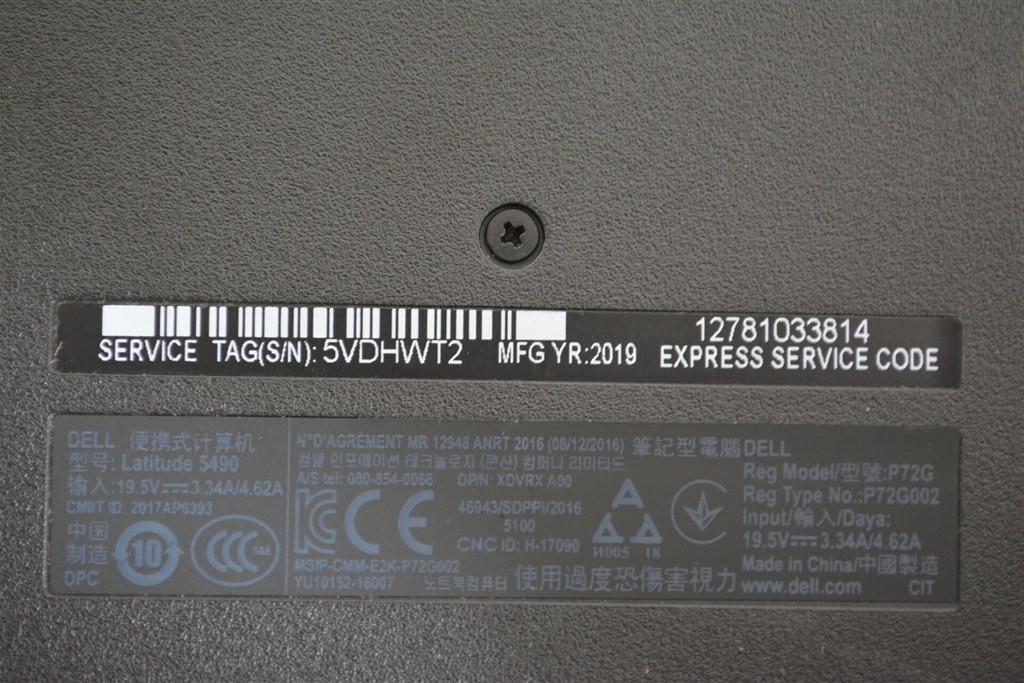 SERVICE TAG(S/N): 5VDHWT2 MFG YR:2019
12781033814
EXPRESS SERVICE CODE
DELL 便携式计算机
型号: Latitude 5490
输入:19.5V⎓3.34A/4.62A
CMIIT ID: 2017AP8393
中国
制造
DPC
10
CCC
S&E
N°D'AGRÉMENT MR 12948 ANRT 2016 (08/12/2016)
컴팔 인포메이션 테크놀로지 (쿤산) 컴퍼니 리미티드
A/S tel: 080-854-0066 DP/N: XDVRX A00
46943/SDPPI/2016
5100
CNC ID: H-17090
MSIP-CMM-E2K-P72G002
YU10152-16007 노트북컴퓨터 使用過度恐傷害視力
И005 18
筆記型電腦 DELL
Reg Model/型號:P72G
Reg Type No.:P72G002
Input/輸入/Daya:
19.5V⎓3.34A/4.62A
Made in China/中國製造
www.dell.com CIT